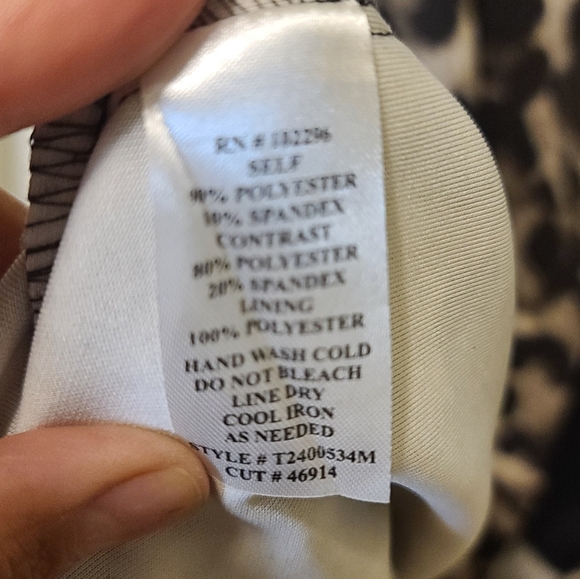 RN # 182296
SELF
90% POLYESTER
10% SPANDEX
CONTRAST
80% POLYESTER
20% SPANDEX
LINING
100% POLYESTER
HAND WASH COLD
DO NOT BLEACH
LINE DRY
COOL IRON
AS NEEDED
STYLE # T2400534M
CUT # 46914